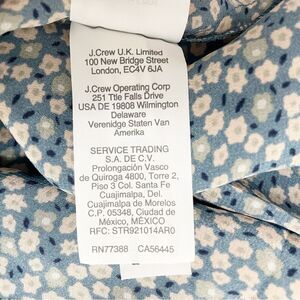 J.Crew U.K. Limited
100 New Bridge Street
London, EC4V 6JA
J.Crew Operating Corp
251 Ttle Falls Drive
USA DE 19808 Wilmington
Delaware
Verenidge Staten Van
Amerika
SERVICE TRADING
S.A. DE C.V.
Prolongación Vasco
de Quiroga 4800, Torre 2,
Piso 3 Col. Santa Fe
Cuajimalpa, Del.
Cuajimalpa de Morelos
C.P. 05348, Ciudad de
México, MÉXICO
RFC: STR921014AR0
RN77388 CA56445